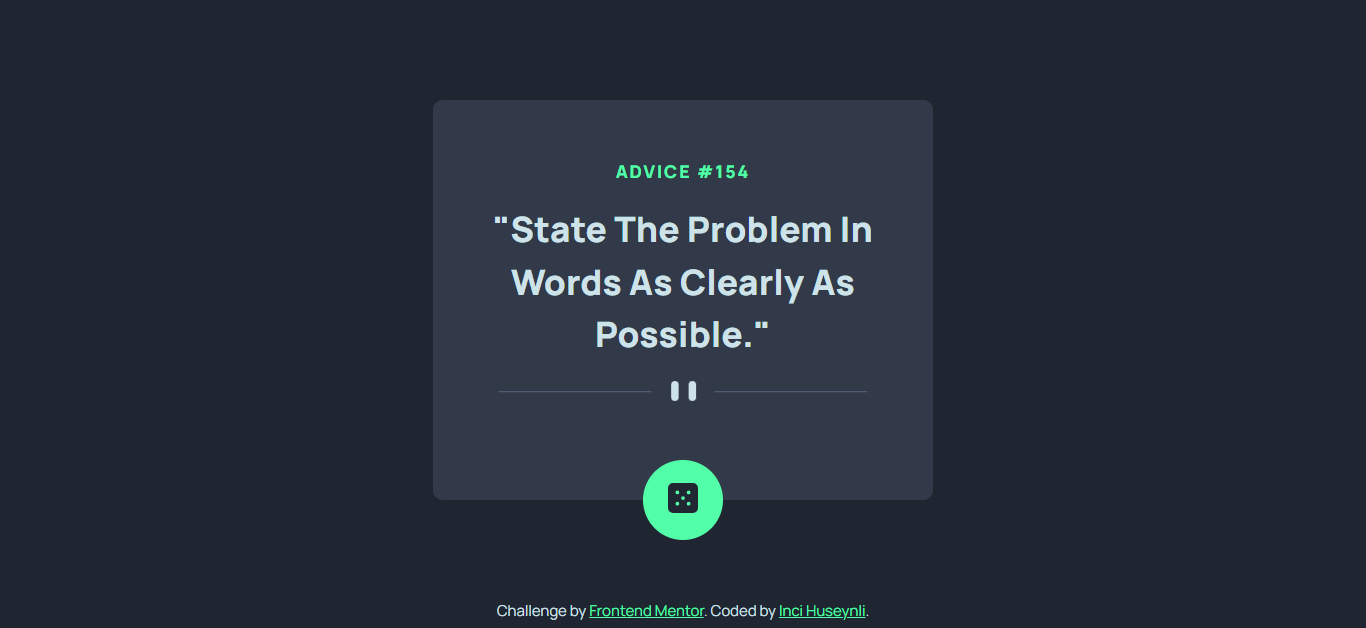 ADVICE #154
"State The Problem In
Words As Clearly As
Possible."
Challenge by Frontend Mentor. Coded by Inci Huseynli.